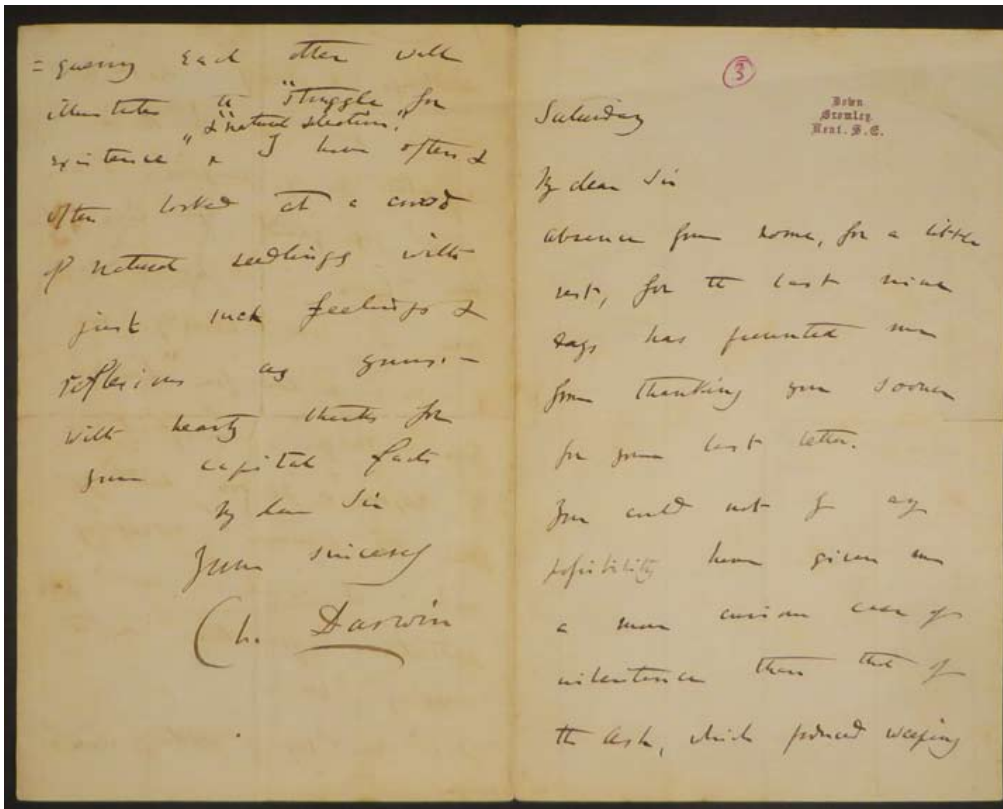 =quering each other well
illustrates the "struggle for
& "natural selection,"
existence & I have often &
often looked at a crowd
of natural seedlings with
just such feelings &
reflexions as yours.—
With hearty thanks for
your capital facts
My dear Sir
Yours sincerely
Ch. Darwin
3
Down
Bromley.
Kent. S.E.
Saturday
My dear Sir
absence from home, for a little
rest, for the last nine
days has prevented me
from thanking you sooner
for your last letter.
You could not by any
possibility have given me
a more curious case of
inheritance than that of
the Ash, which produced weeping